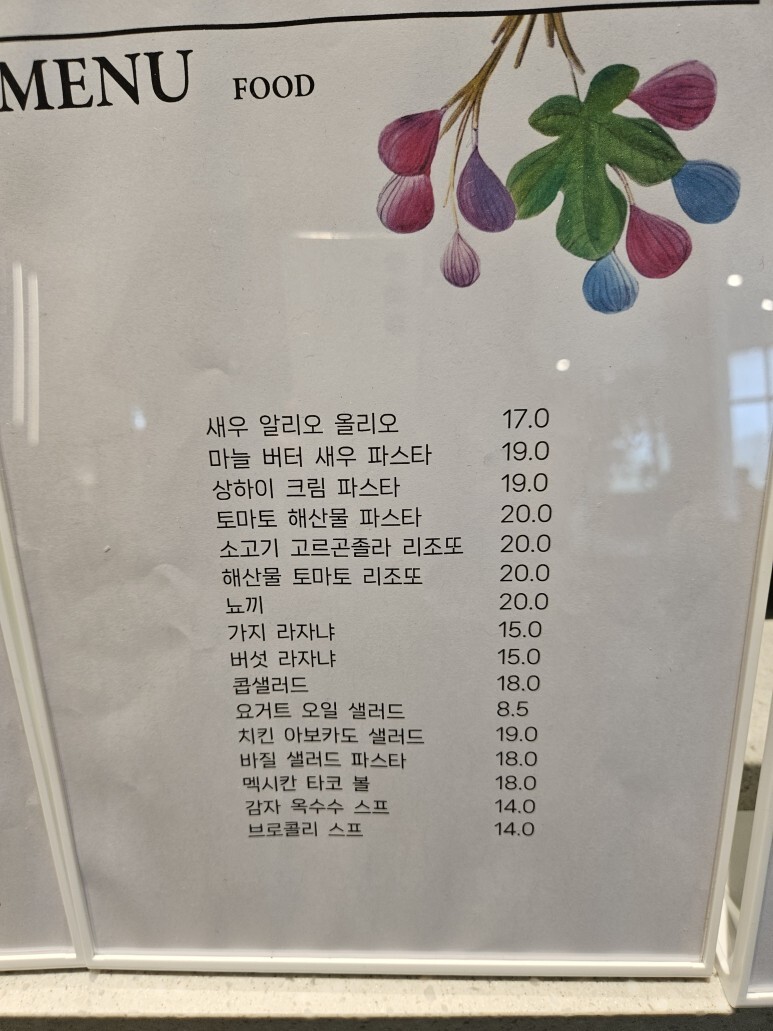 MENU FOOD
새우 알리오 올리오 17.0
마늘 버터 새우 파스타 19.0
상하이 크림 파스타 19.0
토마토 해산물 파스타 20.0
소고기 고르곤졸라 리조또 20.0
해산물 토마토 리조또 20.0
뇨끼 20.0
가지 라자냐 15.0
버섯 라자냐 15.0
콥샐러드 18.0
요거트 오일 샐러드 8.5
치킨 아보카도 샐러드 19.0
바질 샐러드 파스타 18.0
멕시칸 타코 볼 18.0
감자 옥수수 스프 14.0
브로콜리 스프 14.0